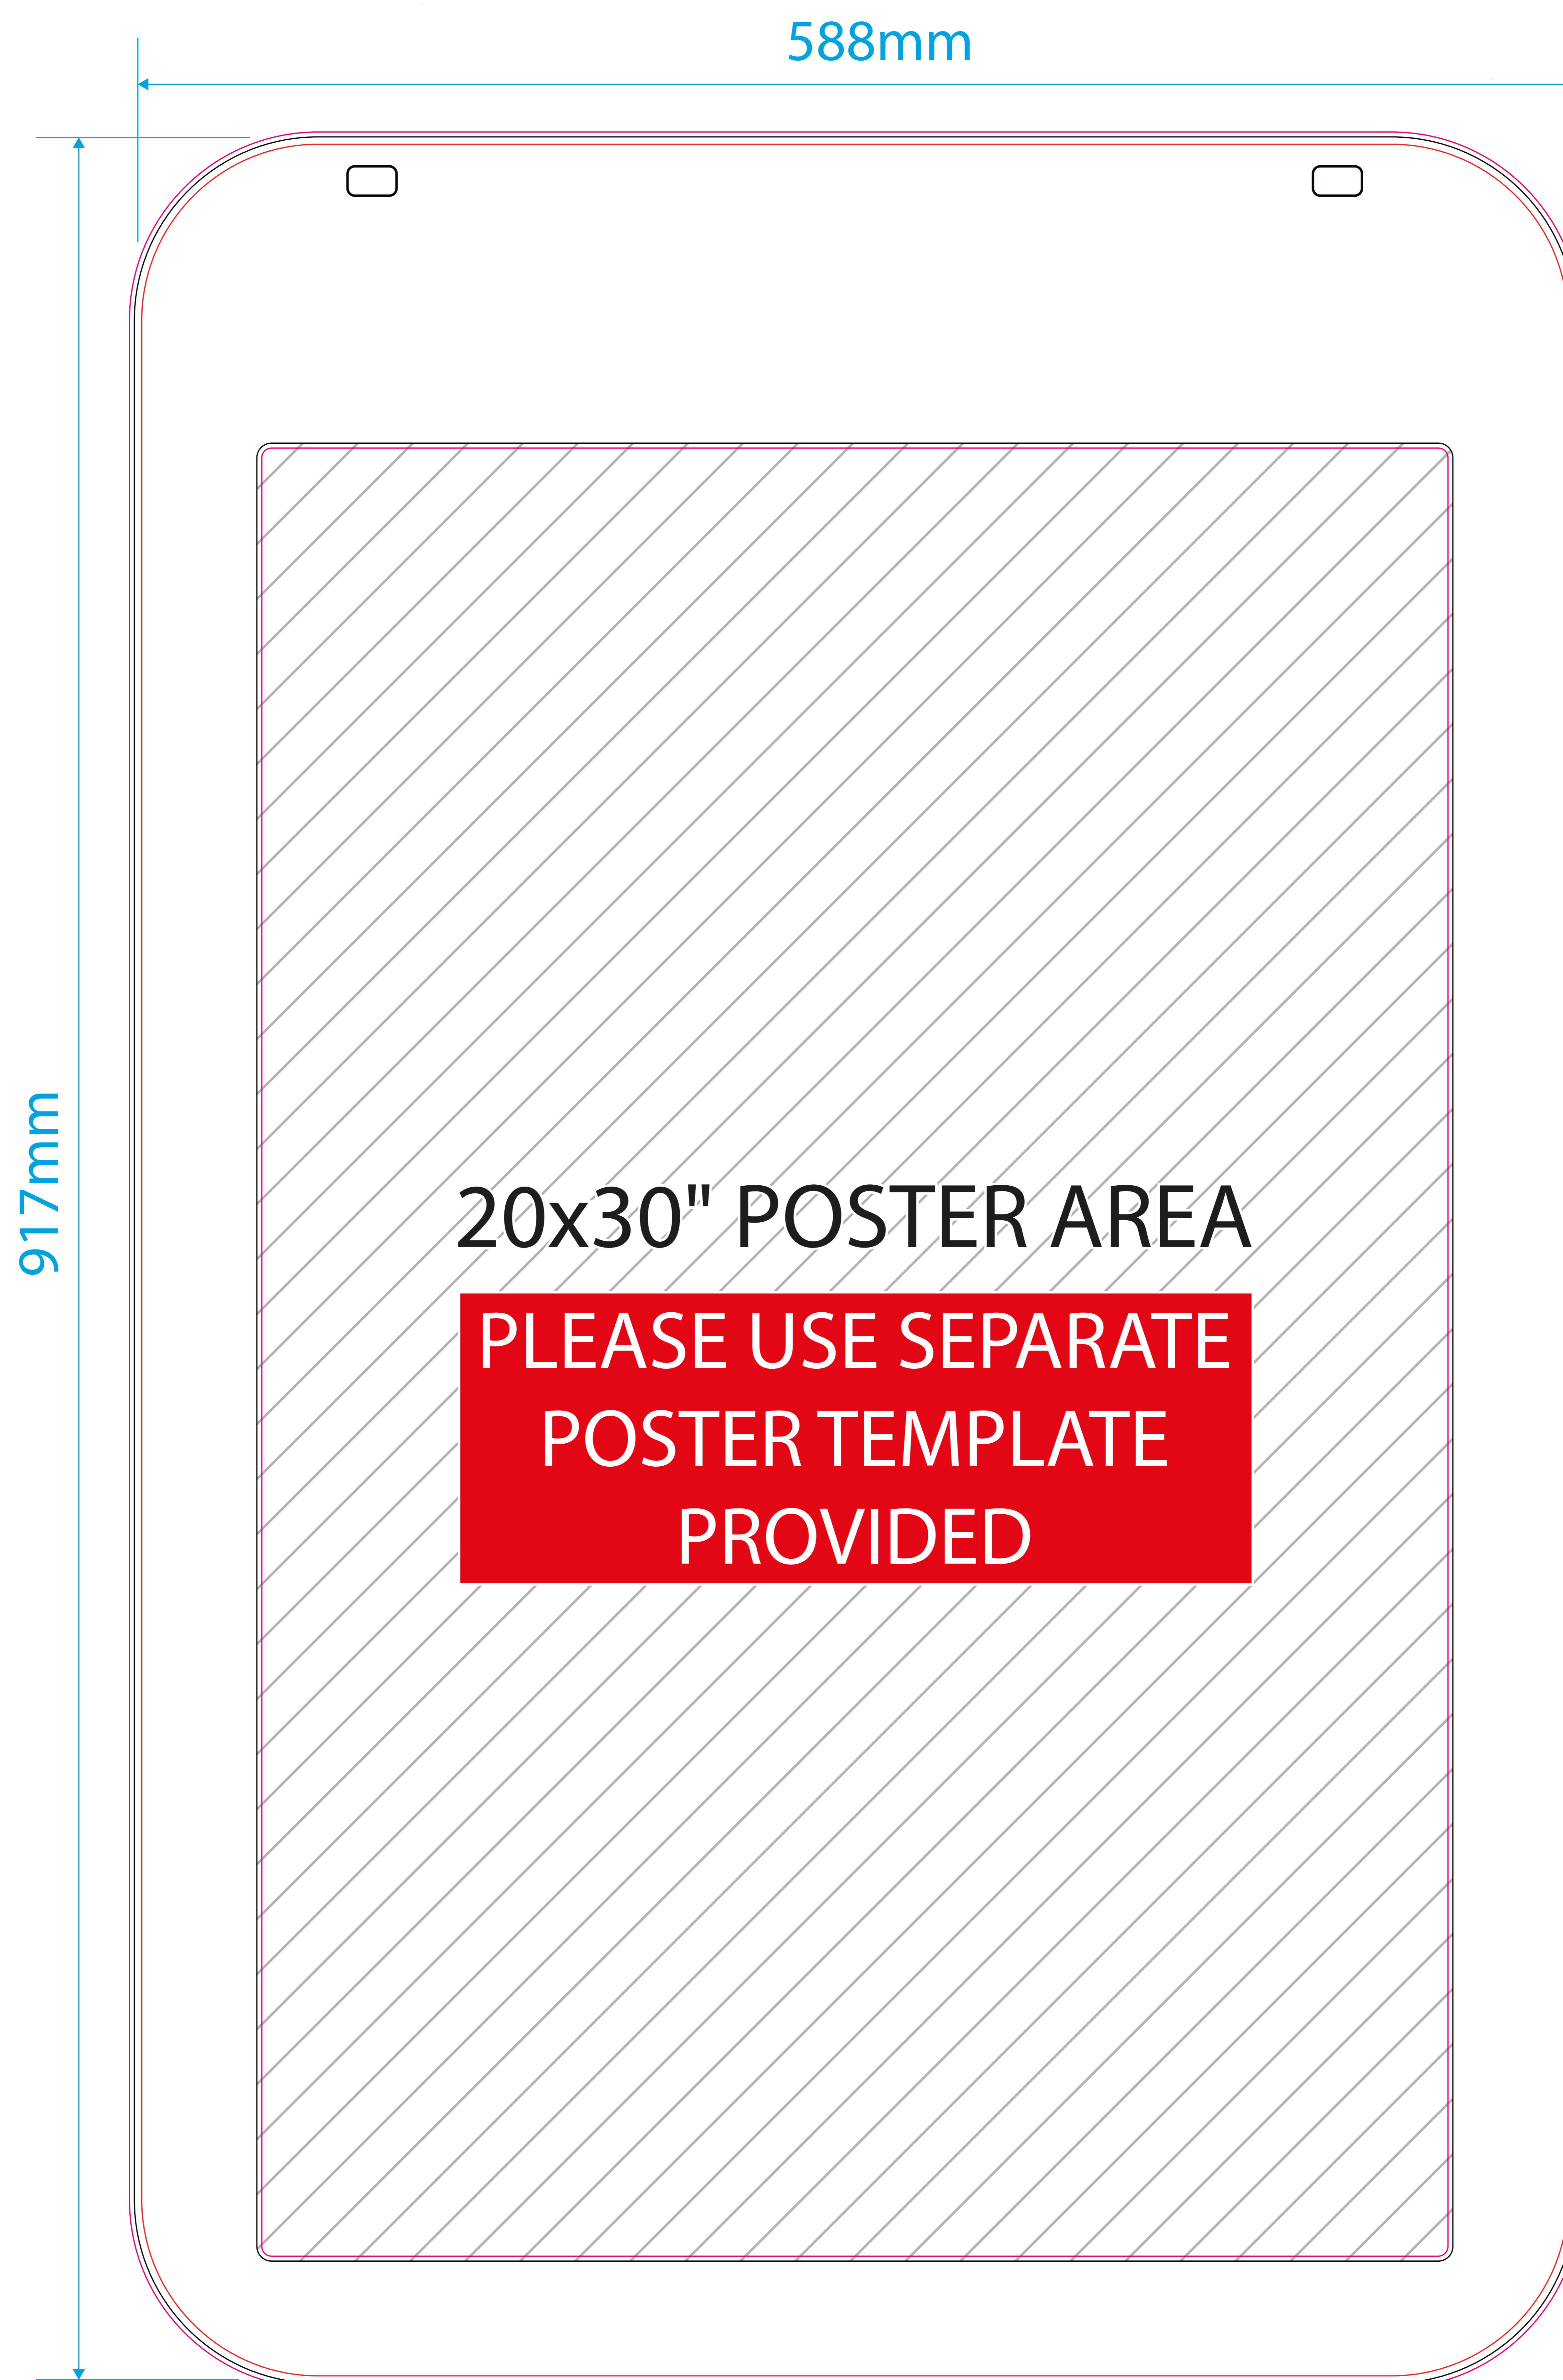 588mm
917mm
20x30" POSTER AREA
PLEASE USE SEPARATE
POSTER TEMPLATE
PROVIDED